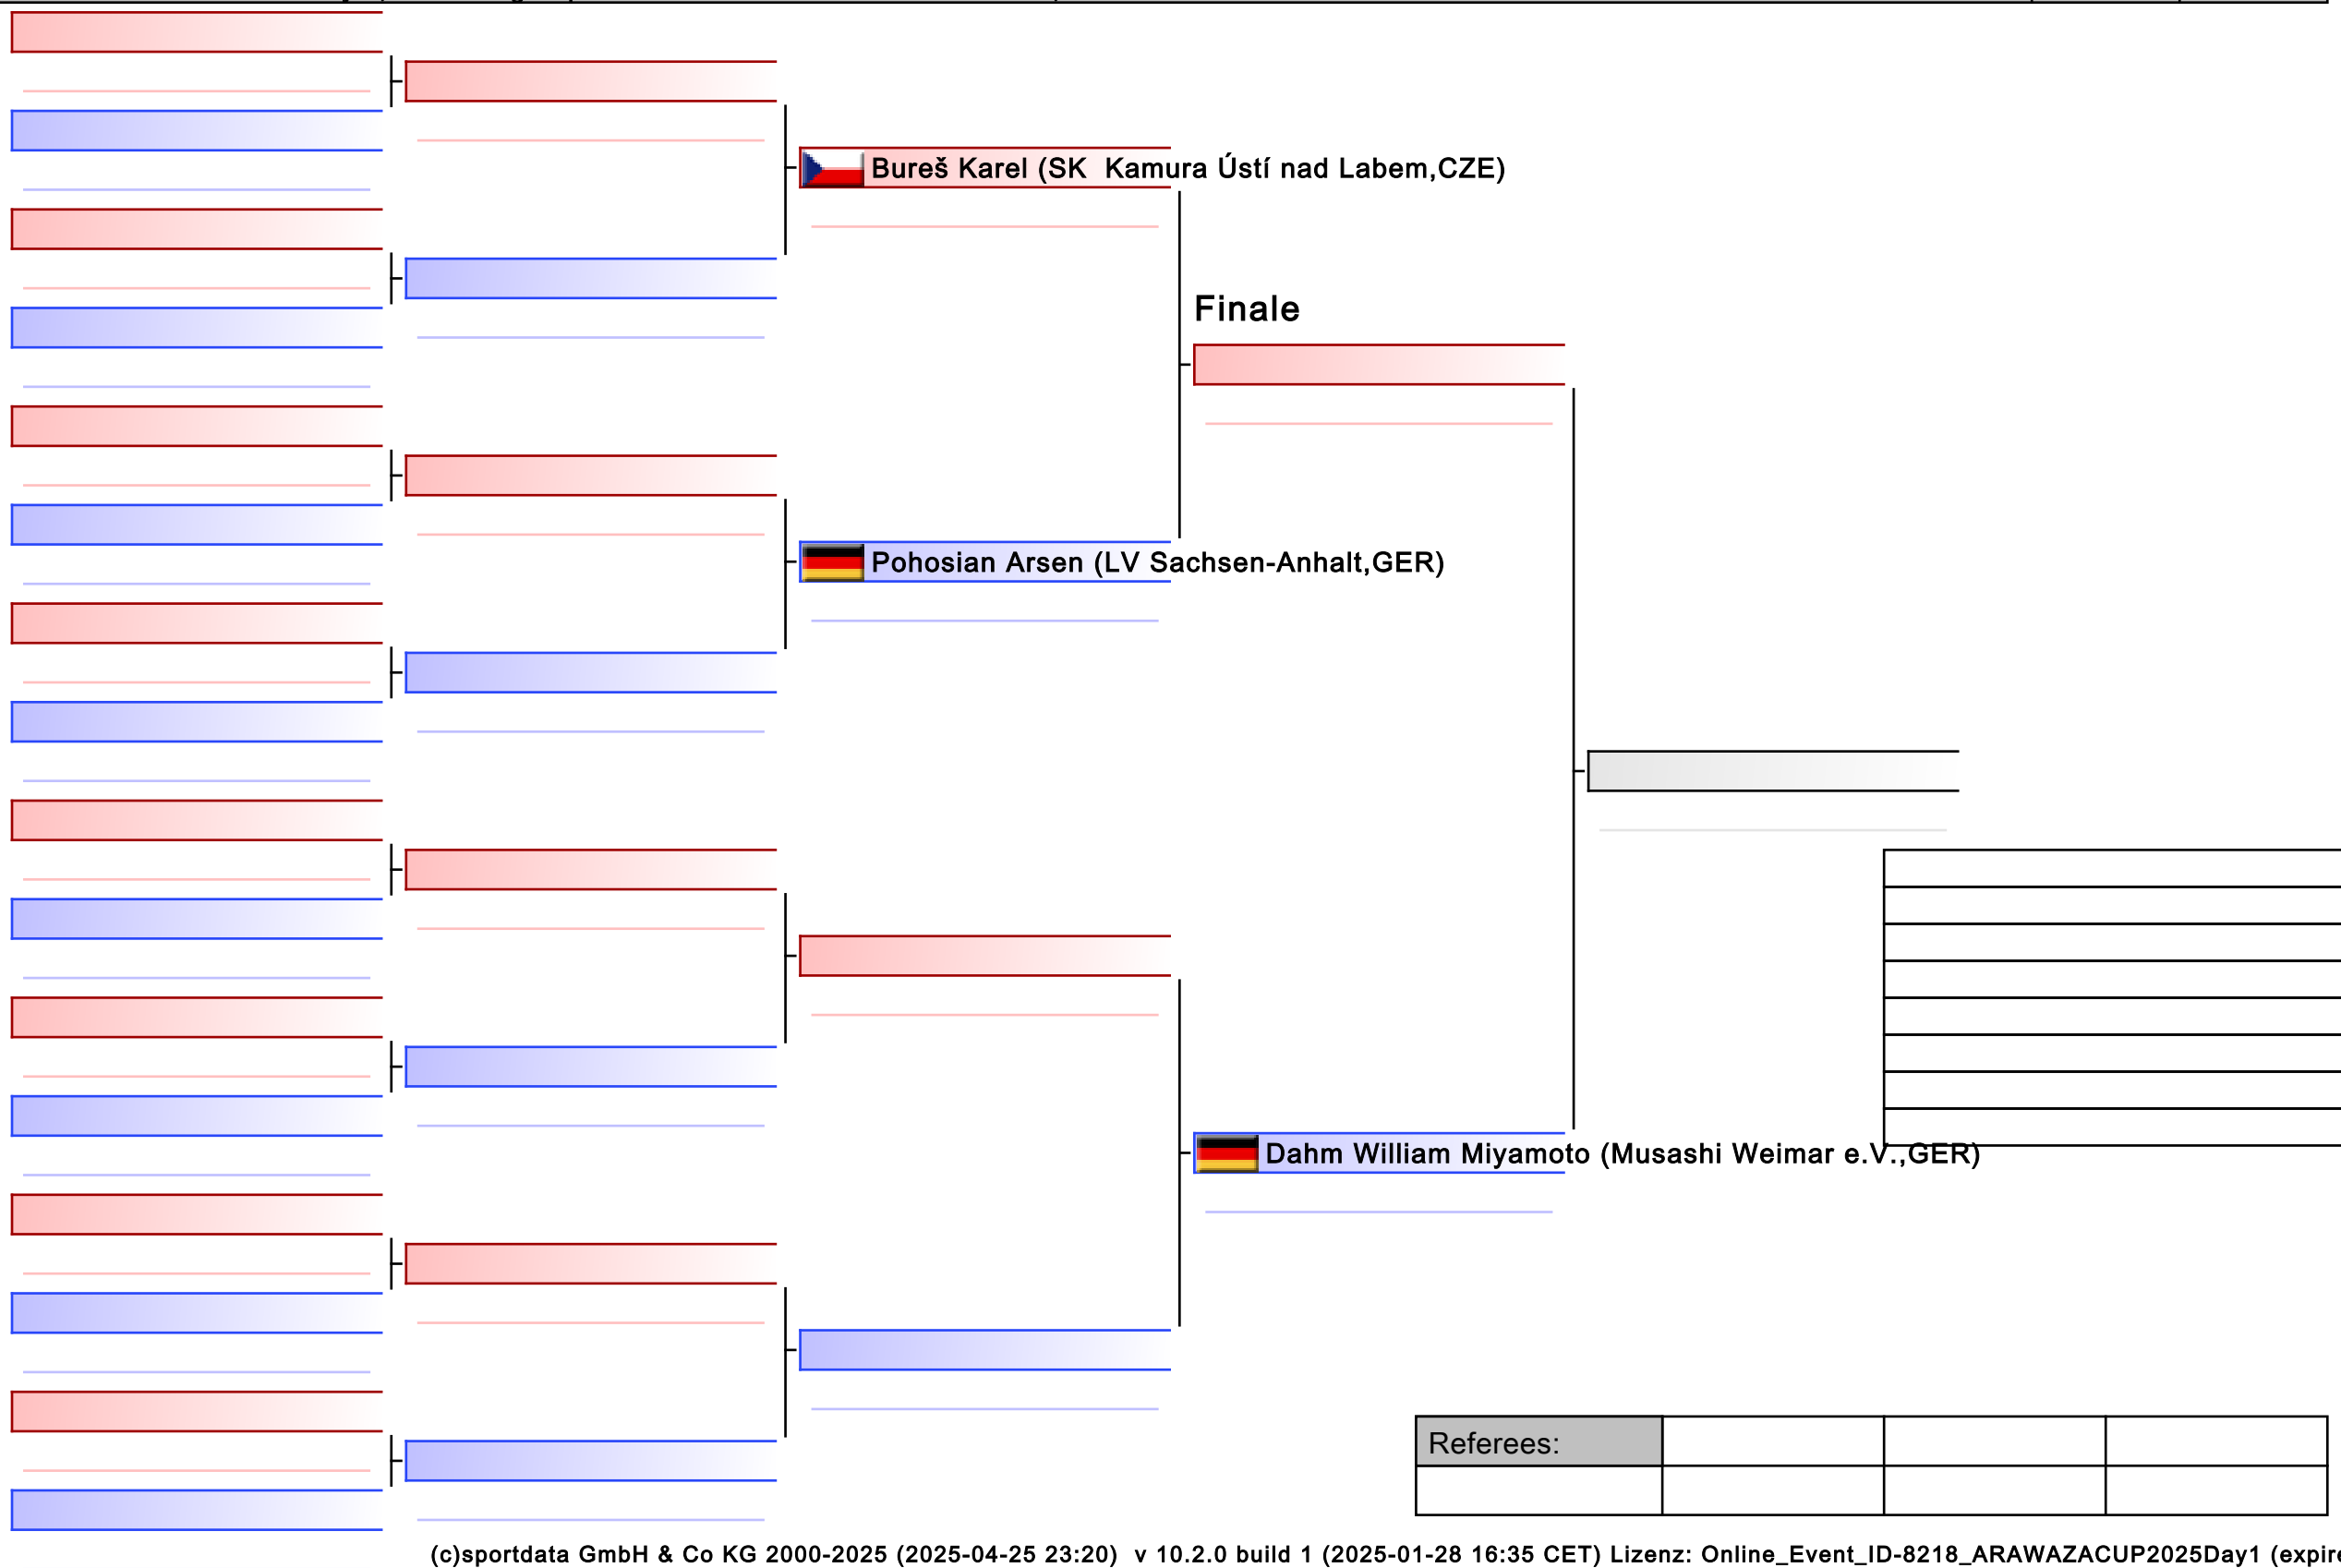 Bureš Karel (SK  Kamura Ústí nad Labem,CZE)
Finale
Pohosian Arsen (LV Sachsen-Anhalt,GER)
Dahm William Miyamoto (Musashi Weimar e.V.,GER)
Referees:
(c)sportdata GmbH & Co KG 2000-2025 (2025-04-25 23:20)  v 10.2.0 build 1 (2025-01-28 16:35 CET) Lizenz: Online_Event_ID-8218_ARAWAZACUP2025Day1